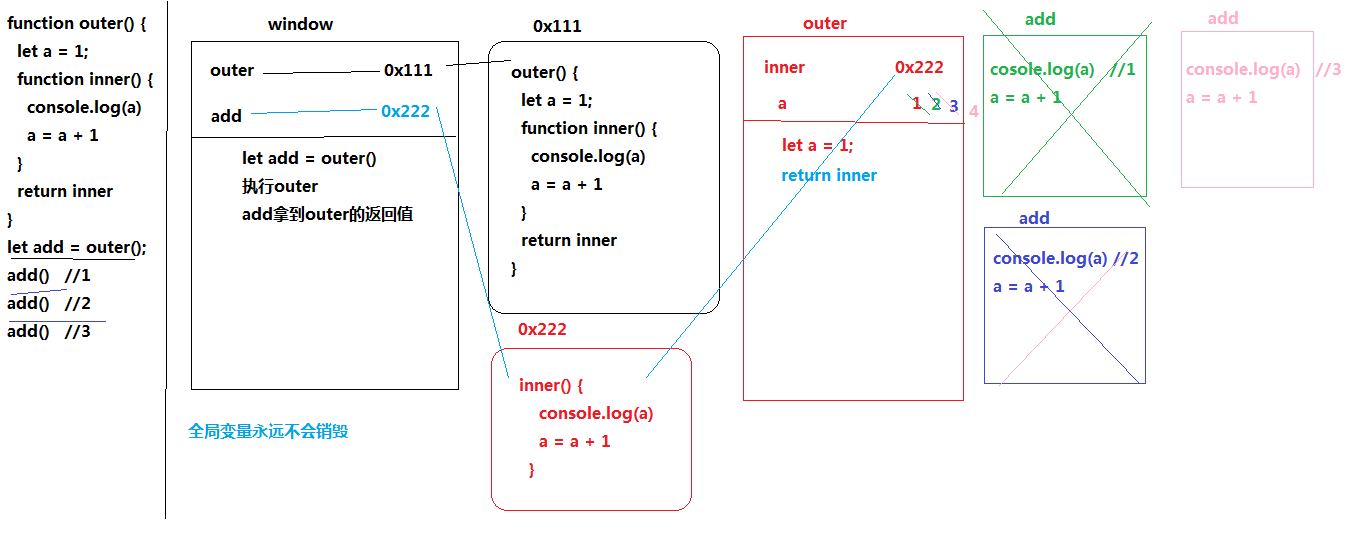 function outer() {
let a = 1;
function inner() {
console.log(a)
a = a + 1
}
return inner
}
let add = outer();
add() //1
add() //2
add() //3
window
outer 0x111
add 0x222
let add = outer()
执行outer
add拿到outer的返回值
全局变量永远不会销毁
0x111
outer() {
let a = 1;
function inner() {
console.log(a)
a = a + 1
}
return inner
}
0x222
inner() {
console.log(a)
a = a + 1
}
outer
inner 0x222
a 1 2 3 4
let a = 1;
return inner
add
cosole.log(a) //1
a = a + 1
add
console.log(a) //2
a = a + 1
add
console.log(a) //3
a = a + 1